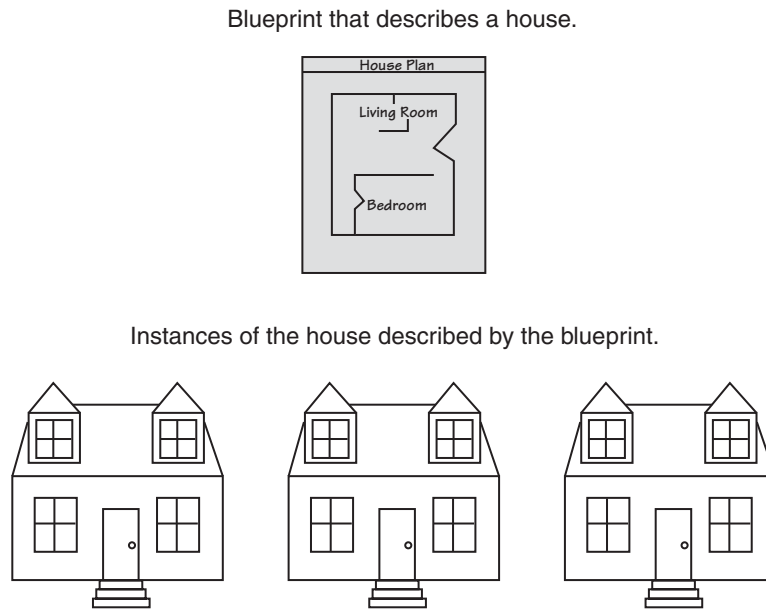 Blueprint that describes a house.
House Plan
Living Room
Bedroom
Instances of the house described by the blueprint.